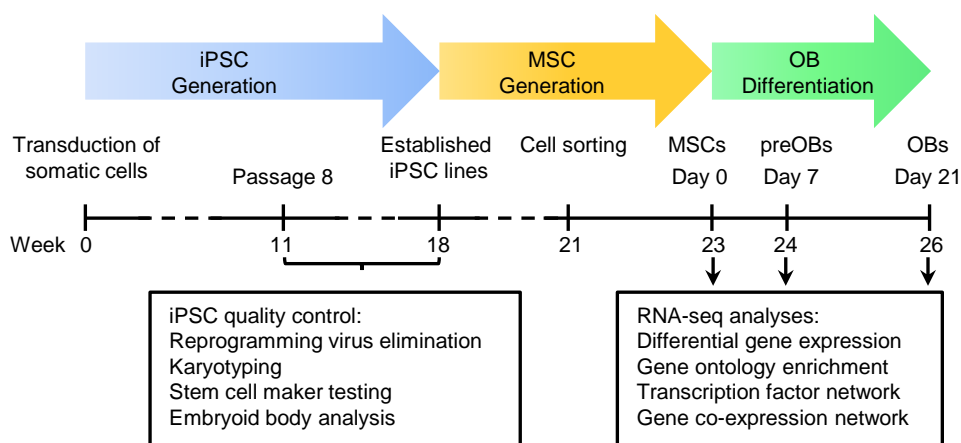 iPSC
Generation
MSC
Generation
OB
Differentiation
Transduction of
somatic cells
Passage 8
Established
iPSC lines
Cell sorting
MSCs
Day 0
preOBs
Day 7
OBs
Day 21
Week 0 11 18 21 23 24 26
iPSC quality control:
Reprogramming virus elimination
Karyotyping
Stem cell maker testing
Embryoid body analysis
RNA-seq analyses:
Differential gene expression
Gene ontology enrichment
Transcription factor network
Gene co-expression network